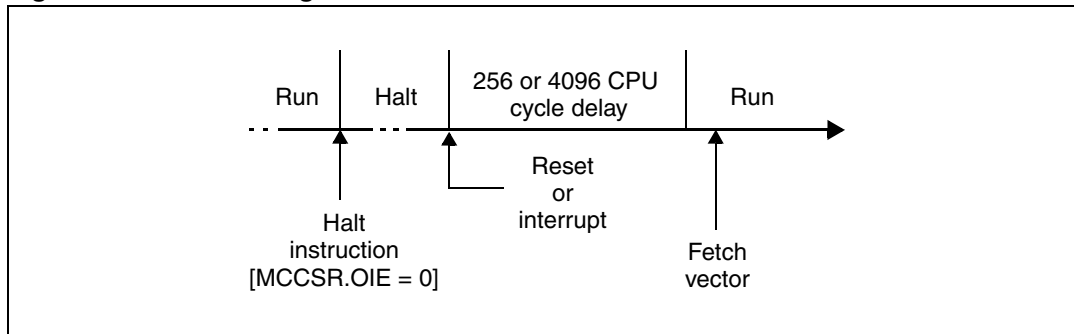 Run
Halt
256 or 4096 CPU
cycle delay
Run
Reset
or
interrupt
Halt
instruction
[MCCSR.OIE = 0]
Fetch
vector